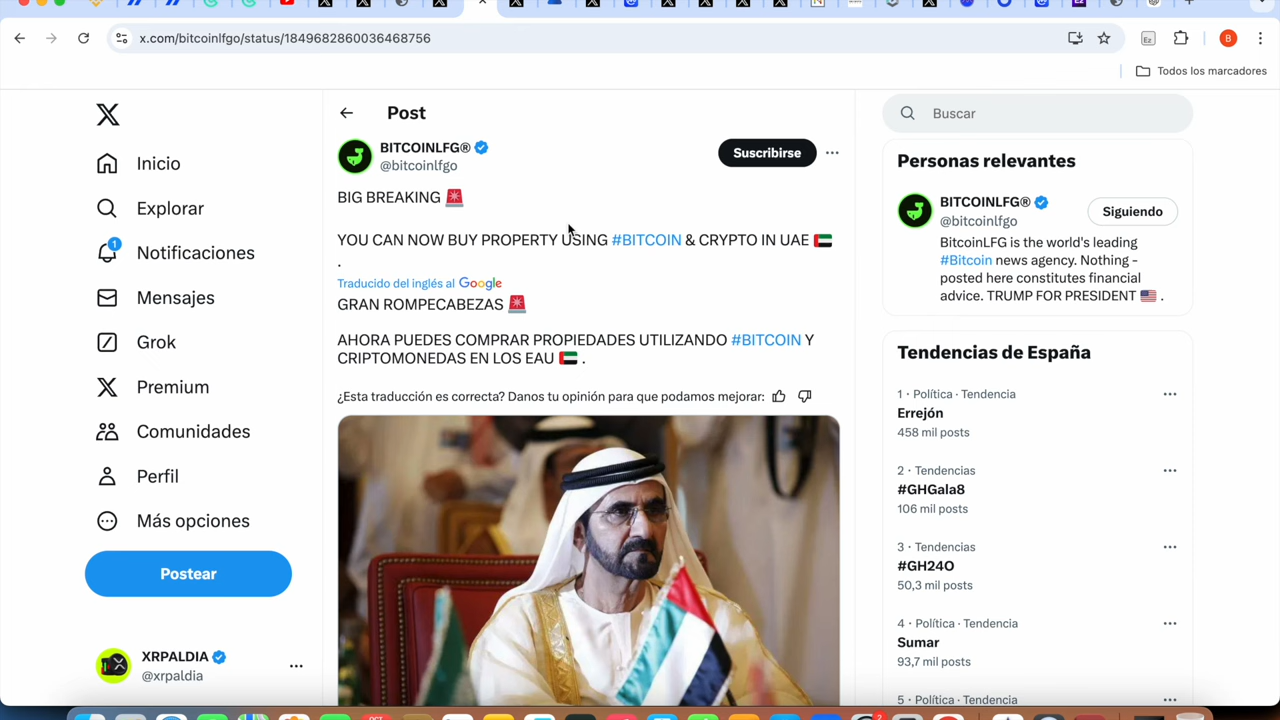 x.com/bitcoinlfgo/status/1849682860036468756
Ez
B
Todos los marcadores
Inicio
Explorar
1
Notificaciones
Mensajes
Grok
Premium
Comunidades
Perfil
Más opciones
Postear
XRPALDIA
@xrpaldia
Post
BITCOINLFG®
@bitcoinlfgo
Suscribirse
BIG BREAKING
YOU CAN NOW BUY PROPERTY USING #BITCOIN & CRYPTO IN UAE
.
Traducido del inglés al Google
GRAN ROMPECABEZAS
AHORA PUEDES COMPRAR PROPIEDADES UTILIZANDO #BITCOIN Y
CRIPTOMONEDAS EN LOS EAU .
¿Esta traducción es correcta? Danos tu opinión para que podamos mejorar:
Buscar
Personas relevantes
BITCOINLFG®
@bitcoinlfgo
Siguiendo
BitcoinLFG is the world's leading
#Bitcoin news agency. Nothing -
posted here constitutes financial
advice. TRUMP FOR PRESIDENT .
Tendencias de España
1 · Política · Tendencia
Errejón
458 mil posts
2 · Tendencias
#GHGala8
106 mil posts
3 · Tendencias
#GH24O
50,3 mil posts
4 · Política · Tendencia
Sumar
93,7 mil posts
5 · Política · Tendencia